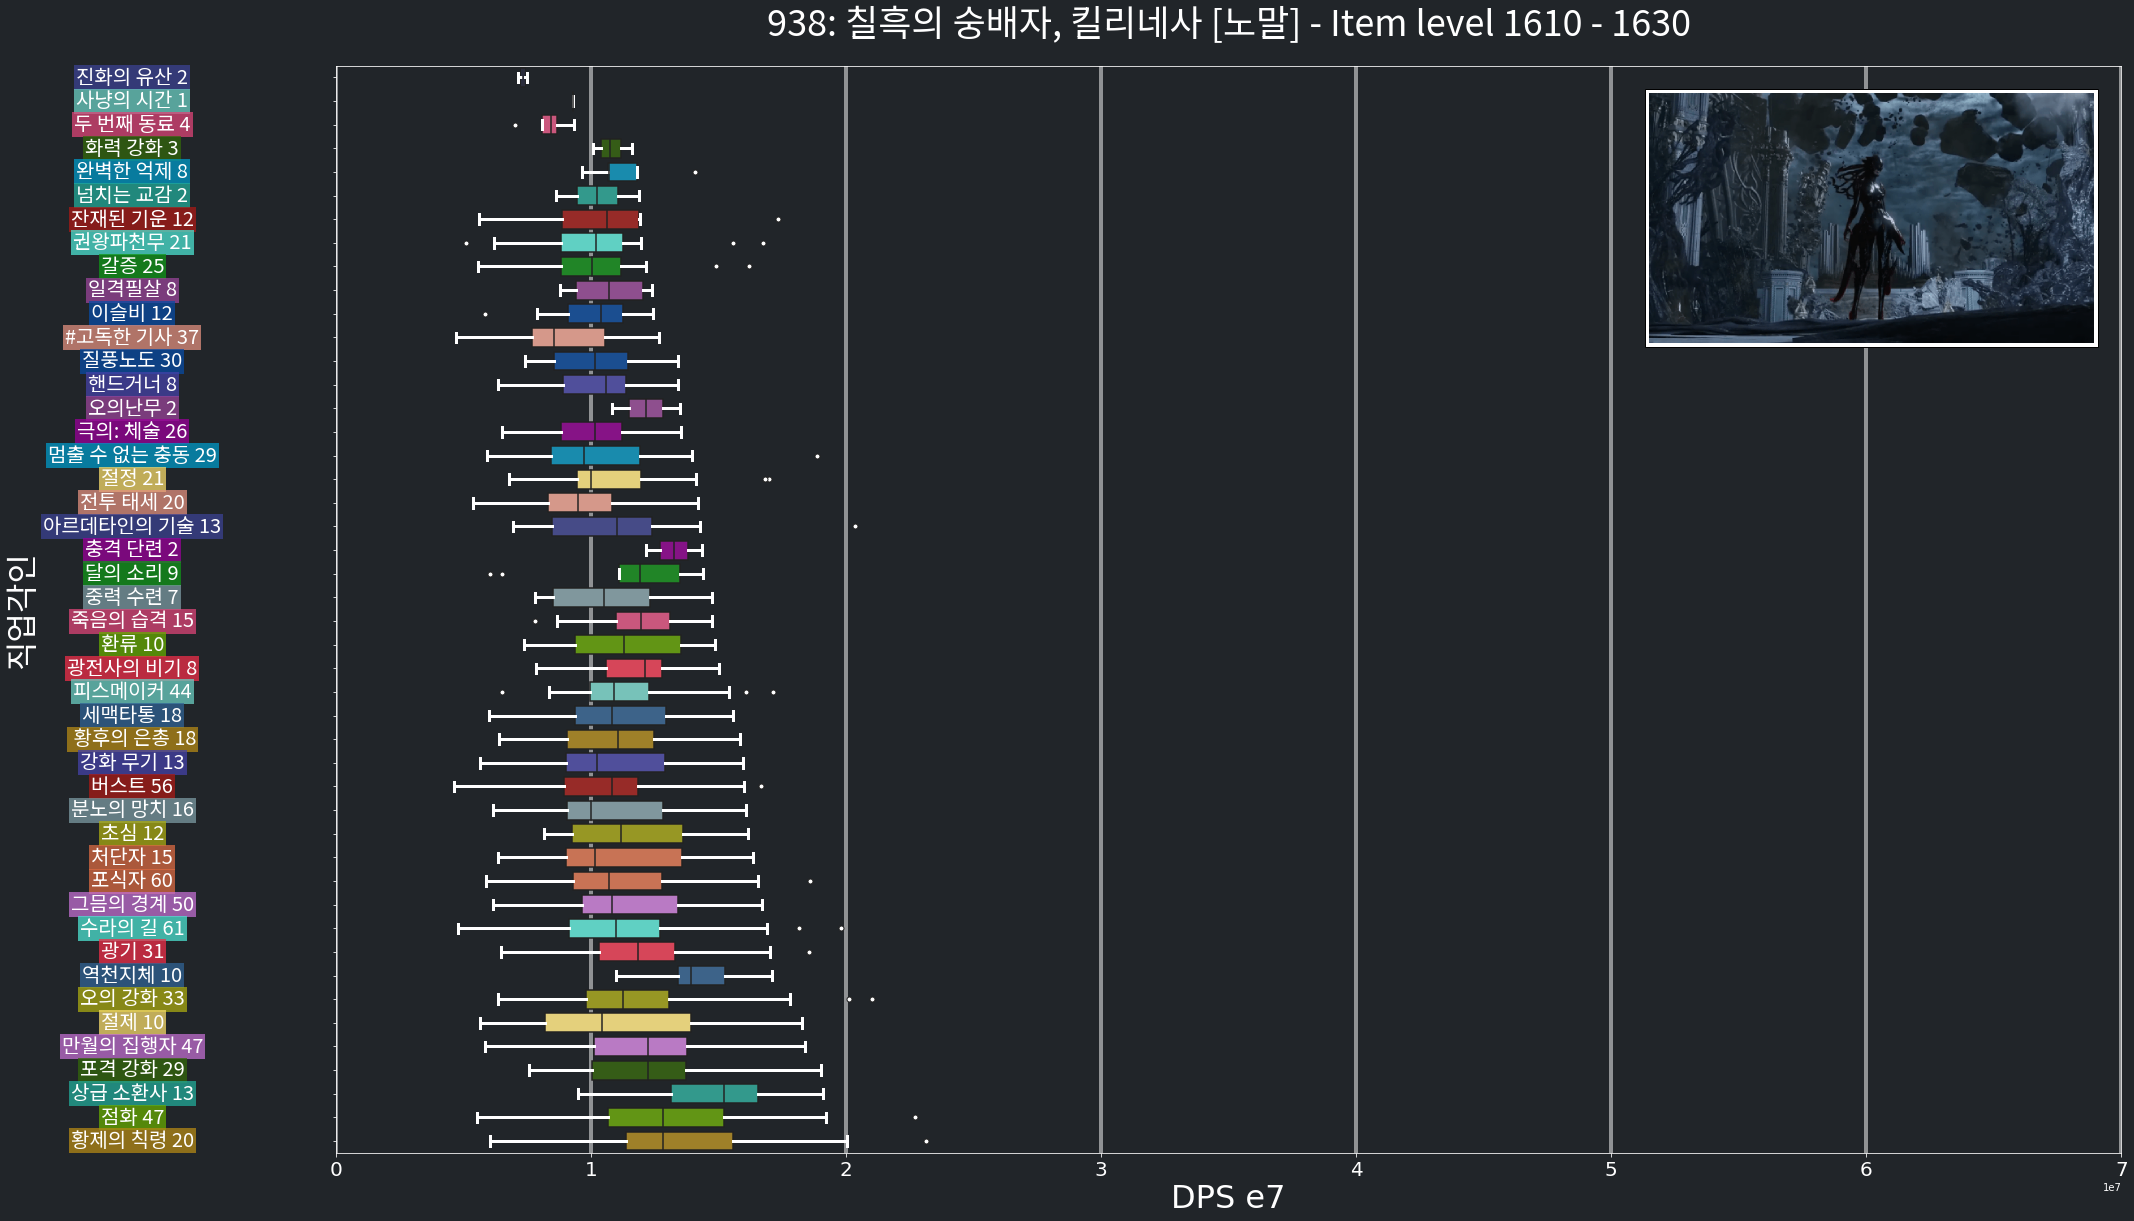 938: 칠흑의 숭배자, 킬리네사 [노말] - Item level 1610 - 1630
직업각인
진화의 유산 2
사냥의 시간 1
두 번째 동료 4
화력 강화 3
완벽한 억제 8
넘치는 교감 2
잔재된 기운 12
권왕파천무 21
갈증 25
일격필살 8
이슬비 12
#고독한 기사 37
질풍노도 30
핸드거너 8
오의난무 2
극의: 체술 26
멈출 수 없는 충동 29
절정 21
전투 태세 20
아르데타인의 기술 13
충격 단련 2
달의 소리 9
중력 수련 7
죽음의 습격 15
환류 10
광전사의 비기 8
피스메이커 44
세맥타통 18
황후의 은총 18
강화 무기 13
버스트 56
분노의 망치 16
초심 12
처단자 15
포식자 60
그믐의 경계 50
수라의 길 61
광기 31
역천지체 10
오의 강화 33
절제 10
만월의 집행자 47
포격 강화 29
상급 소환사 13
점화 47
황제의 칙령 20
0 1 2 3 4 5 6 7
1e7
DPS e7